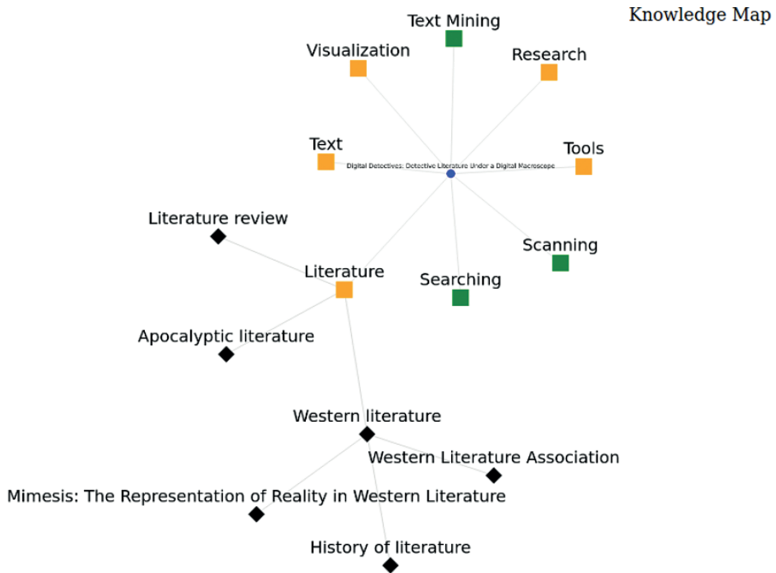 Knowledge Map
Text Mining
Visualization
Research
Text
Tools
Digital Detectives: Detective Literature Under a Digital Macroscope
Literature review
Scanning
Literature
Searching
Apocalyptic literature
Western literature
Western Literature Association
Mimesis: The Representation of Reality in Western Literature
History of literature